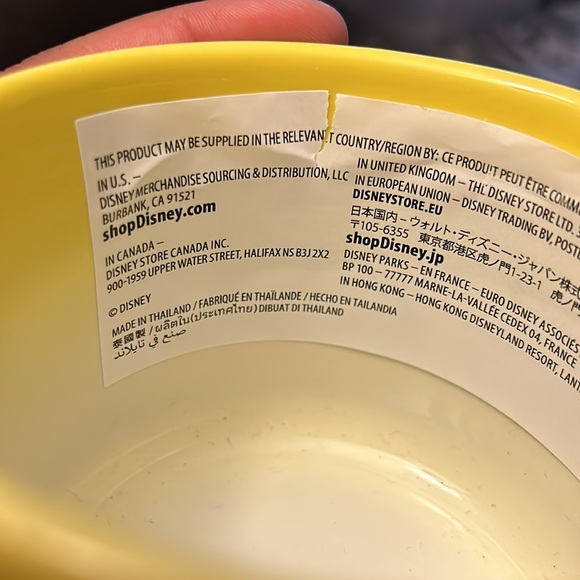 THIS PRODUCT MAY BE SUPPLIED IN THE RELEVANT COUNTRY/REGION BY: CE PRODUIT PEUT ÊTRE
IN U.S. –
DISNEY MERCHANDISE SOURCING & DISTRIBUTION, LLC
BURBANK, CA 91521
shopDisney.com
IN CANADA –
DISNEY STORE CANADA INC.
900-1959 UPPER WATER STREET, HALIFAX NS B3J 2X2
© DISNEY
MADE IN THAILAND / FABRIQUÉ EN THAÏLANDE / HECHO EN TAILANDIA
泰國製 / ผลิตใน(ประเทศไทย) DIBUAT DI THAILAND
صنع في تايلاند
IN UNITED KINGDOM – THE DISNEY STORE LTD.
IN EUROPEAN UNION – DISNEY TRADING BV,
DISNEYSTORE.EU
日本国内 – ウォルト・ディズニー・ジャパン
〒105-6355 東京都港区虎ノ門1-23-1
shopDisney.jp
DISNEY PARKS – EN FRANCE – EURO DISNEY ASSOCIÉS
BP 100 – 77777 MARNE-LA-VALLÉE CEDEX 04, FRANCE
IN HONG KONG – HONG KONG DISNEYLAND RESORT,